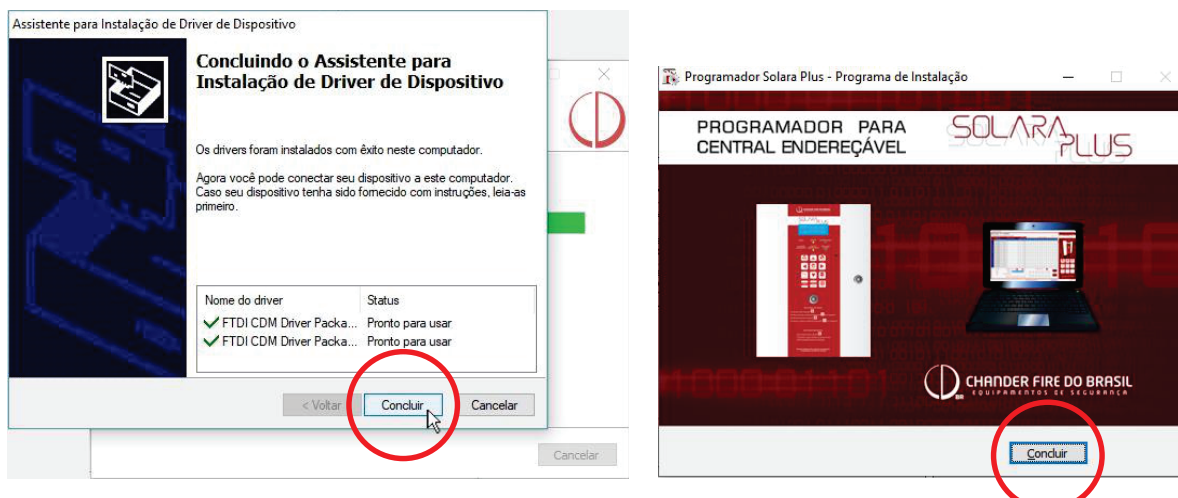 Assistente para Instalação de Driver de Dispositivo
Concluindo o Assistente para
Instalação de Driver de Dispositivo
Os drivers foram instalados com êxito neste computador.
Agora você pode conectar seu dispositivo a este computador.
Caso seu dispositivo tenha sido fornecido com instruções, leia-as
primeiro.
Nome do driver Status
FTDI CDM Driver Packa... Pronto para usar
FTDI CDM Driver Packa... Pronto para usar
< Voltar Concluir Cancelar
Cancelar
Programador Solara Plus - Programa de Instalação
PROGRAMADOR PARA
CENTRAL ENDEREÇÁVEL
SOLARA
PLUS
CHANDER FIRE DO BRASIL
EQUIPAMENTOS DE SEGURANÇA
Concluir